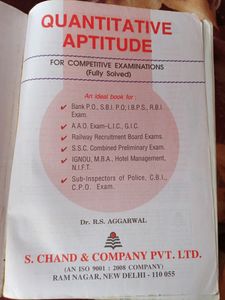 QUANTITATIVE
APTITUDE
FOR COMPETITIVE EXAMINATIONS
(Fully Solved)
An ideal book for :
Bank P.O., S.B.I. P.O; I.B.P.S., R.B.I.
Exam.
A.A.O. Exam-L.I.C., G.I.C.
Railway Recruitment Board Exams.
S.S.C. Combined Preliminary Exam.
IGNOU, M.B.A., Hotel Management,
N.I.F.T.
Sub-Inspectors of Police, C.B.I.,
C.P.O. Exam.
Dr. R.S. AGGARWAL
S. CHAND & COMPANY PVT. LTD.
(AN ISO 9001 : 2008 COMPANY)
RAM NAGAR, NEW DELHI - 110 055